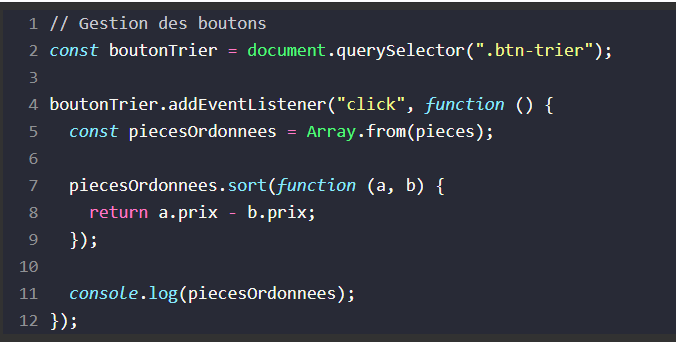 1 // Gestion des boutons
2 const boutonTrier = document.querySelector(".btn-trier");
3
4 boutonTrier.addEventListener("click", function () {
5   const piecesOrdonnees = Array.from(pieces);
6
7   piecesOrdonnees.sort(function (a, b) {
8     return a.prix - b.prix;
9   });
10
11   console.log(piecesOrdonnees);
12 });